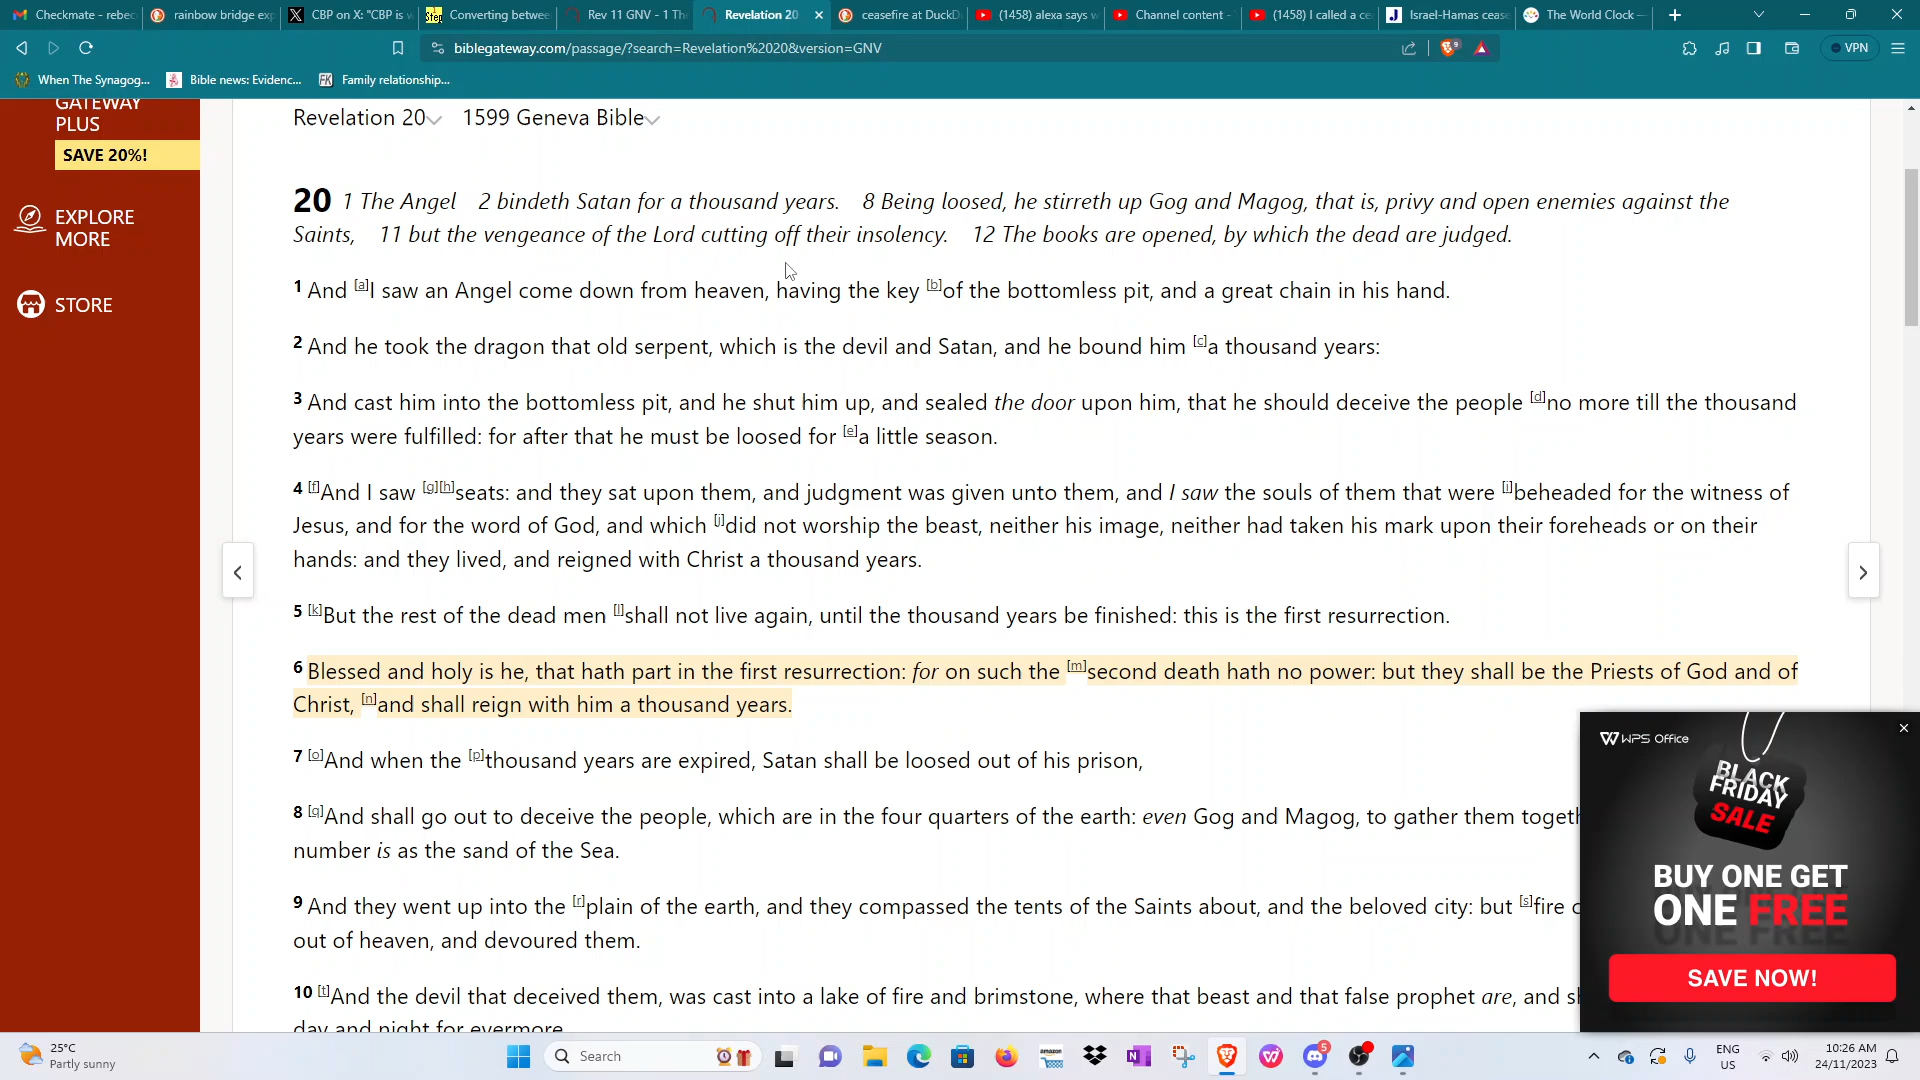 Checkmate - rebec
rainbow bridge exp
CBP on X: "CBP is w
Converting betwee
Rev 11 GNV - 1 Th
Revelation 20
ceasefire at DuckD
(1458) alexa says w
Channel content -
(1458) I called a ce
Israel-Hamas cease
The World Clock —
biblegateway.com/passage/?search=Revelation%2020&version=GNV
VPN
When The Synagog...
Bible news: Evidenc...
Family relationship...
GATEWAY
PLUS
SAVE 20%!
EXPLORE
MORE
STORE
Revelation 20 1599 Geneva Bible
20 1 The Angel 2 bindeth Satan for a thousand years. 8 Being loosed, he stirreth up Gog and Magog, that is, privy and open enemies against the
Saints, 11 but the vengeance of the Lord cutting off their insolency. 12 The books are opened, by which the dead are judged.
1 And [a]I saw an Angel come down from heaven, having the key [b]of the bottomless pit, and a great chain in his hand.
2 And he took the dragon that old serpent, which is the devil and Satan, and he bound him [c]a thousand years:
3 And cast him into the bottomless pit, and he shut him up, and sealed the door upon him, that he should deceive the people [d]no more till the thousand
years were fulfilled: for after that he must be loosed for [e]a little season.
4 [f]And I saw [g][h]seats: and they sat upon them, and judgment was given unto them, and I saw the souls of them that were [i]beheaded for the witness of
Jesus, and for the word of God, and which [j]did not worship the beast, neither his image, neither had taken his mark upon their foreheads or on their
hands: and they lived, and reigned with Christ a thousand years.
5 [k]But the rest of the dead men [l]shall not live again, until the thousand years be finished: this is the first resurrection.
6 Blessed and holy is he, that hath part in the first resurrection: for on such the [m]second death hath no power: but they shall be the Priests of God and of
Christ, [n]and shall reign with him a thousand years.
7 [o]And when the [p]thousand years are expired, Satan shall be loosed out of his prison,
8 [q]And shall go out to deceive the people, which are in the four quarters of the earth: even Gog and Magog, to gather them togeth
number is as the sand of the Sea.
9 And they went up into the [r]plain of the earth, and they compassed the tents of the Saints about, and the beloved city: but [s]fire
out of heaven, and devoured them.
10 [t]And the devil that deceived them, was cast into a lake of fire and brimstone, where that beast and that false prophet are, and sh
day and night for evermore
WPS Office
BLACK
FRIDAY
SALE
BUY ONE GET
ONE FREE
SAVE NOW!
25°C
Partly sunny
Search
amazon
5
ENG
US
10:26 AM
24/11/2023